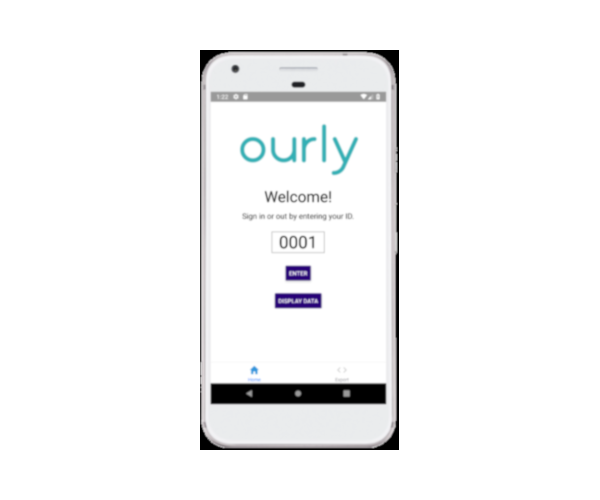 1:22
ourly
Welcome!
Sign in or out by entering your ID.
0001
ENTER
DISPLAY DATA
Home
Export